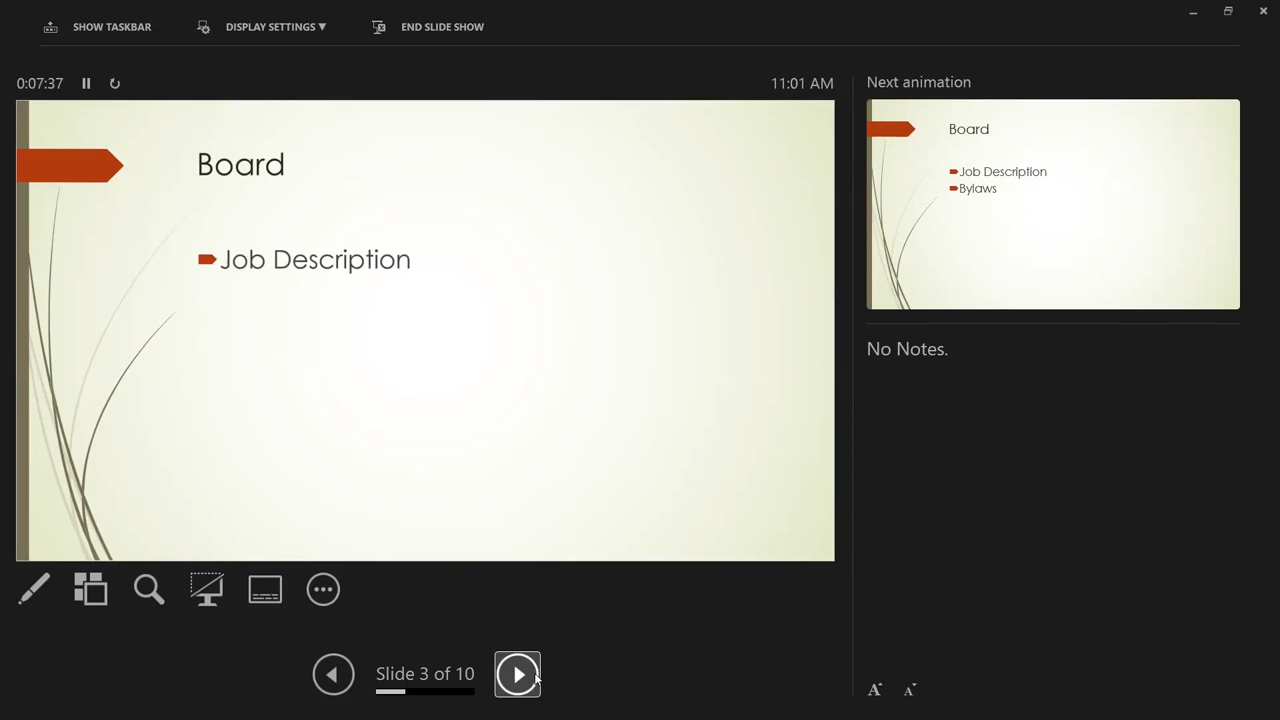 SHOW TASKBAR
DISPLAY SETTINGS ▼
END SLIDE SHOW
0:07:37
11:01 AM
Board
Job Description
Next animation
Board
Job Description
Bylaws
No Notes.
Slide 3 of 10
A
A